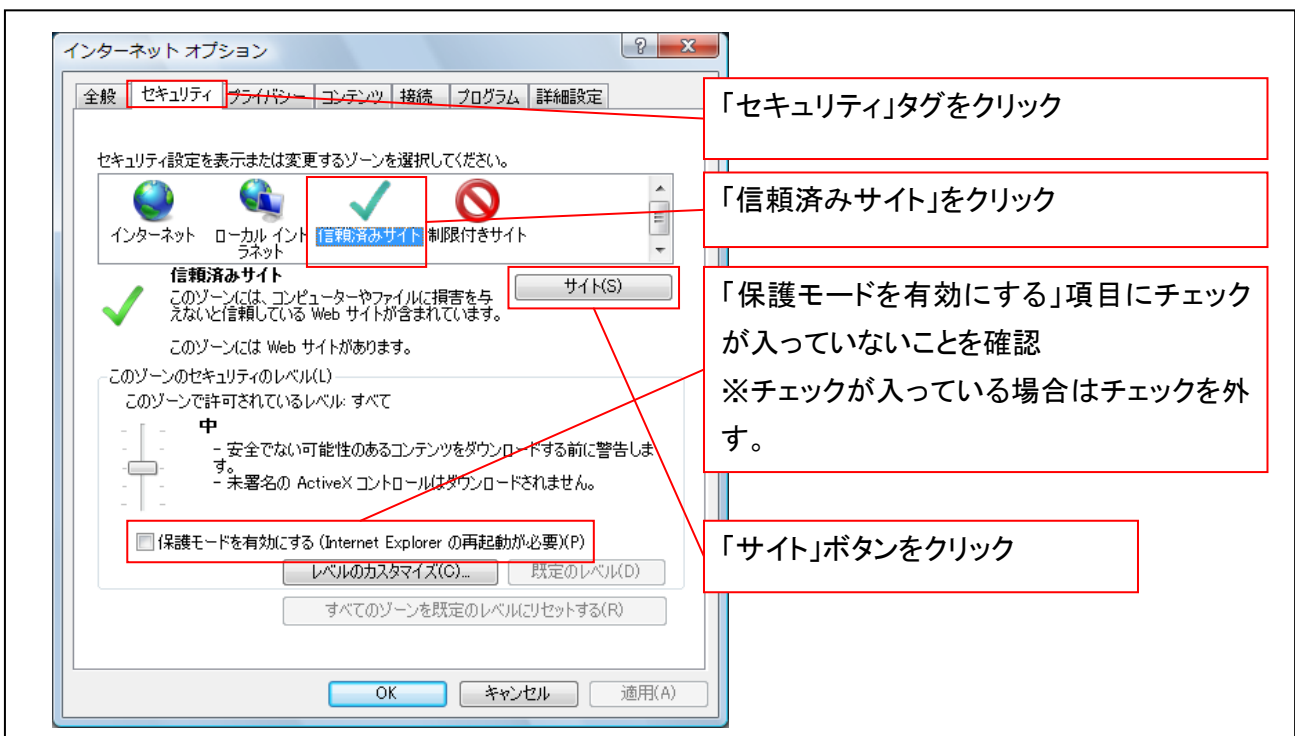 インターネット オプション
全般 セキュリティ プライバシー コンテンツ 接続 プログラム 詳細設定
セキュリティ設定を表示または変更するゾーンを選択してください。
インターネット
ローカル イント
ラネット
信頼済みサイト
制限付きサイト
信頼済みサイト
このゾーンには、コンピューターやファイルに損害を与
えないと信頼している Web サイトが含まれています。
このゾーンには Web サイトがあります。
サイト(S)
このゾーンのセキュリティのレベル(L)
このゾーンで許可されているレベル: すべて
中
- 安全でない可能性のあるコンテンツをダウンロードする前に警告しま
す。
- 未署名の ActiveX コントロールはダウンロードされません。
保護モードを有効にする (Internet Explorer の再起動が必要)(P)
レベルのカスタマイズ(C)... 既定のレベル(D)
すべてのゾーンを既定のレベルにリセットする(R)
OK キャンセル 適用(A)
「セキュリティ」タグをクリック
「信頼済みサイト」をクリック
「保護モードを有効にする」項目にチェック
が入っていないことを確認
※チェックが入っている場合はチェックを外
す。
「サイト」ボタンをクリック